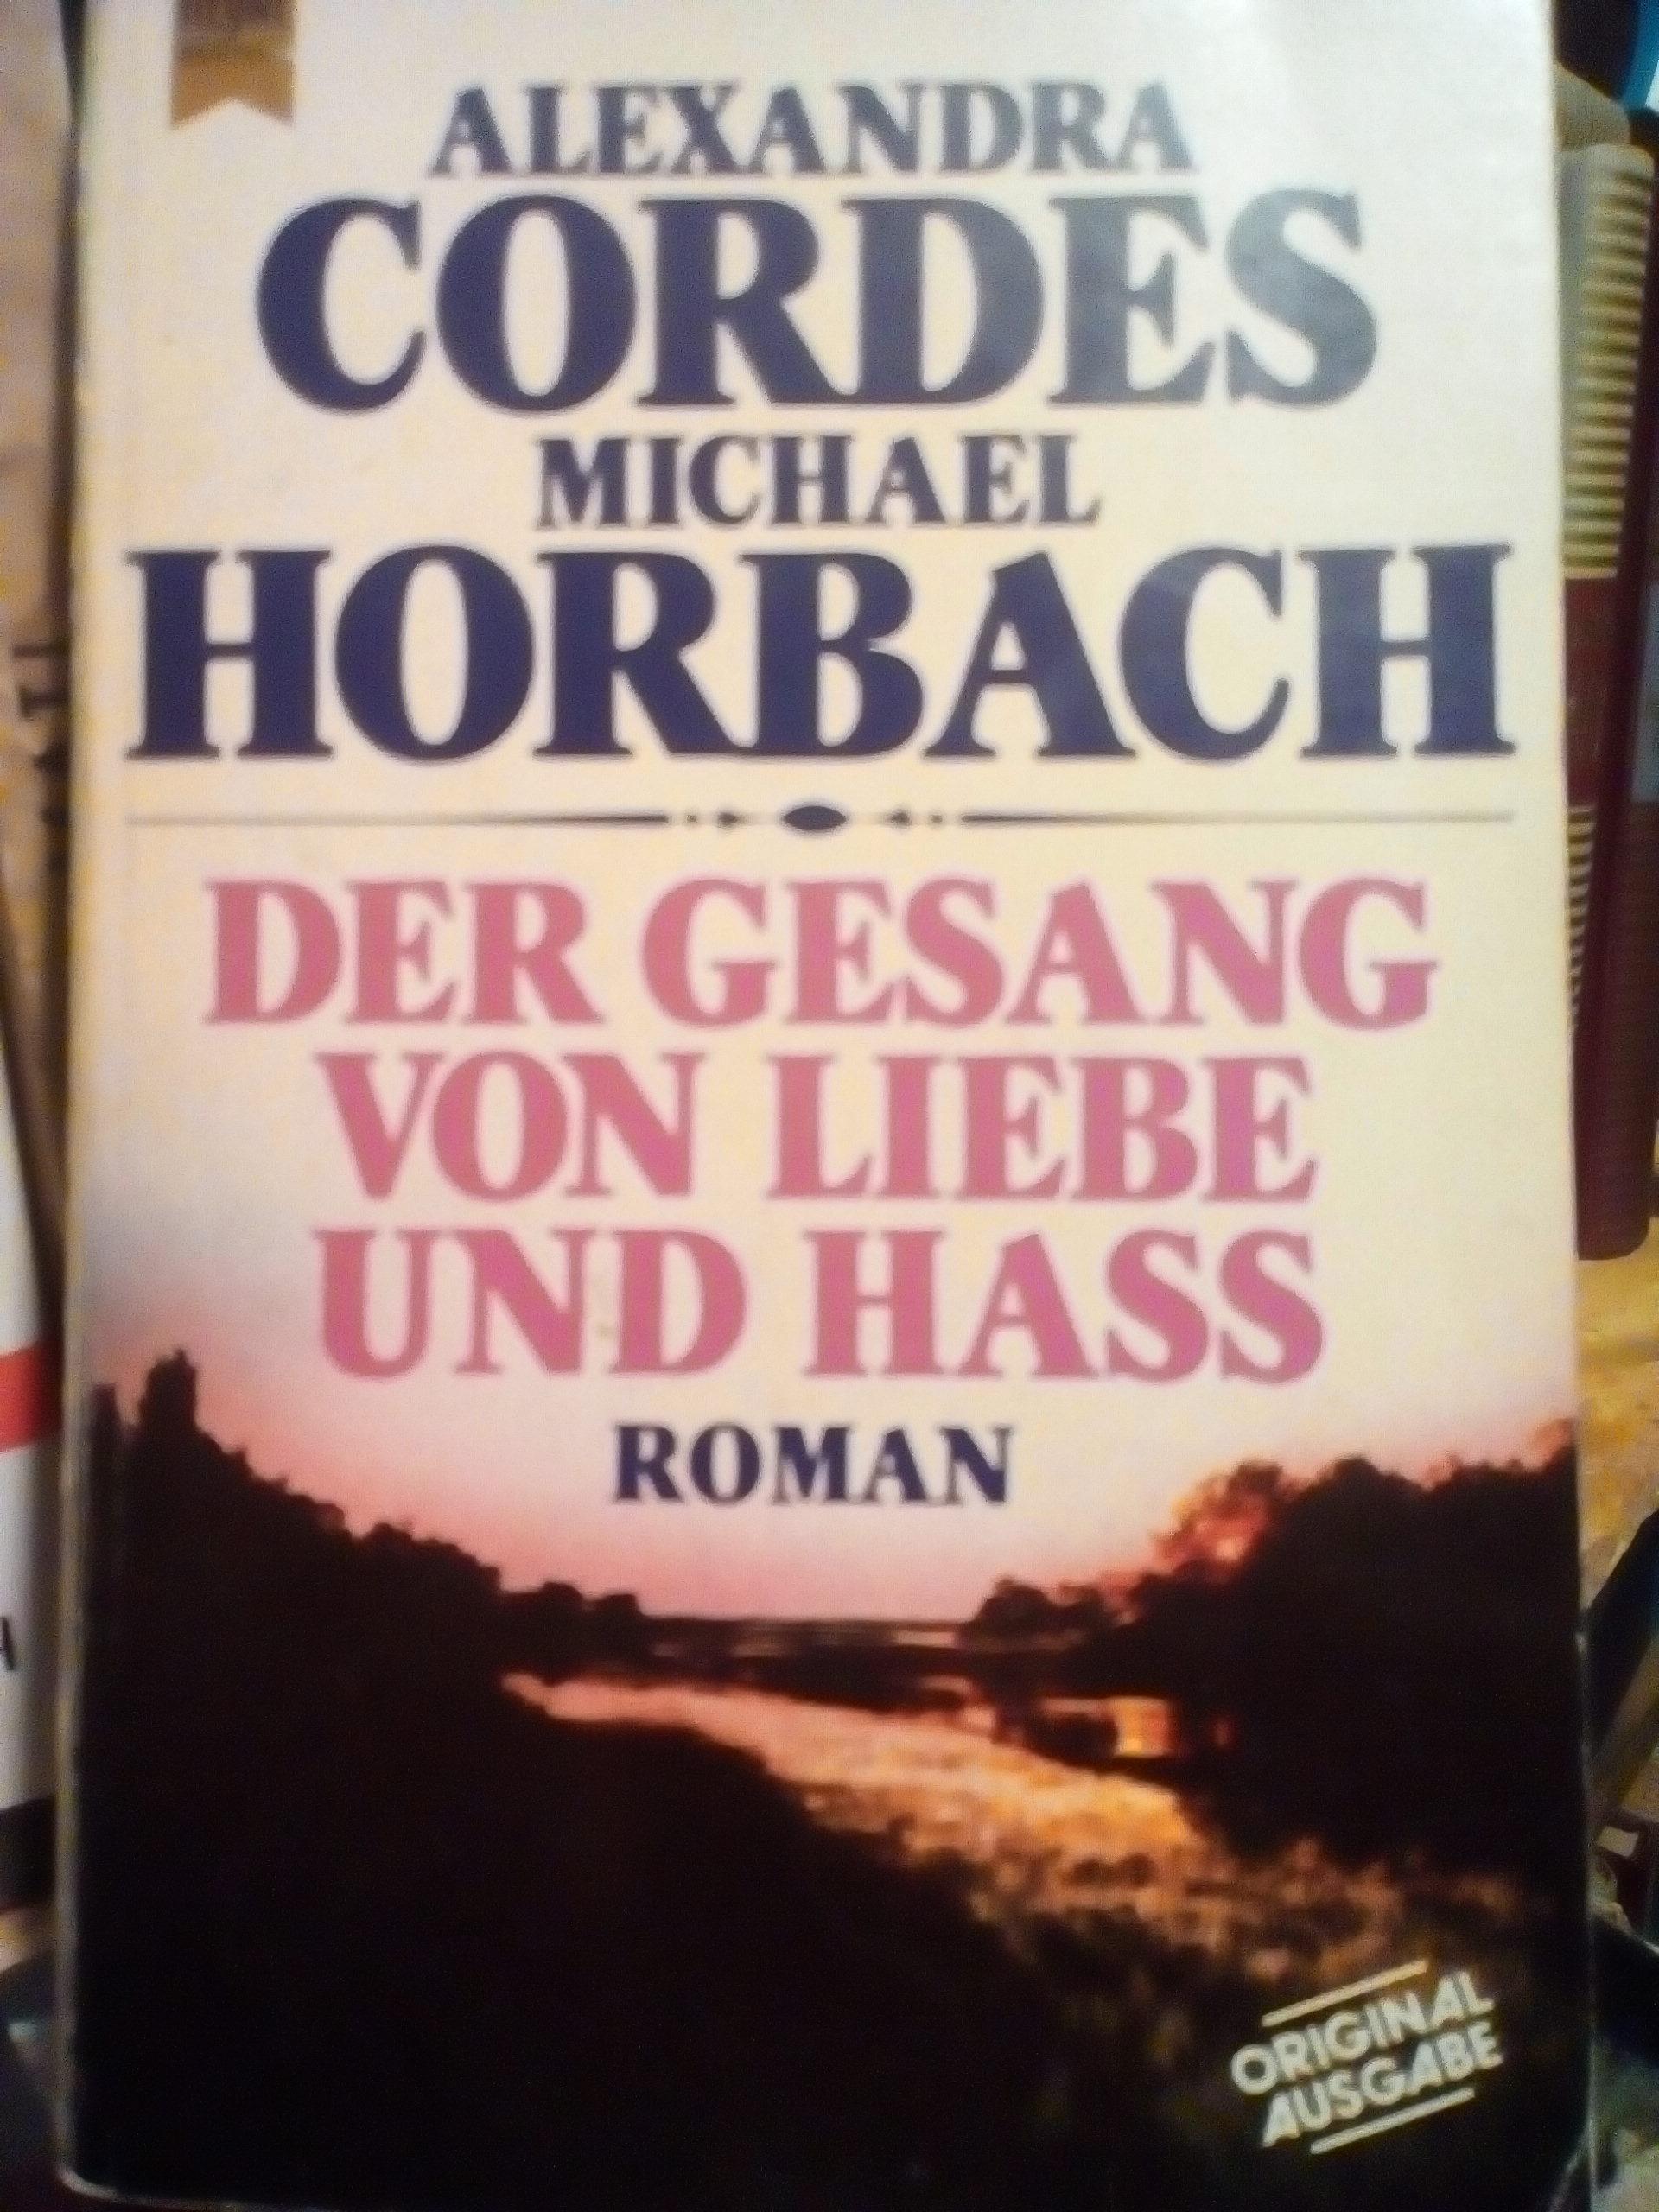 ALEXANDRA
CORDES
MICHAEL
HORBACH
DER GESANG
VON LIEBE
UND HASS
ROMAN
ORIGINAL
AUSGABE